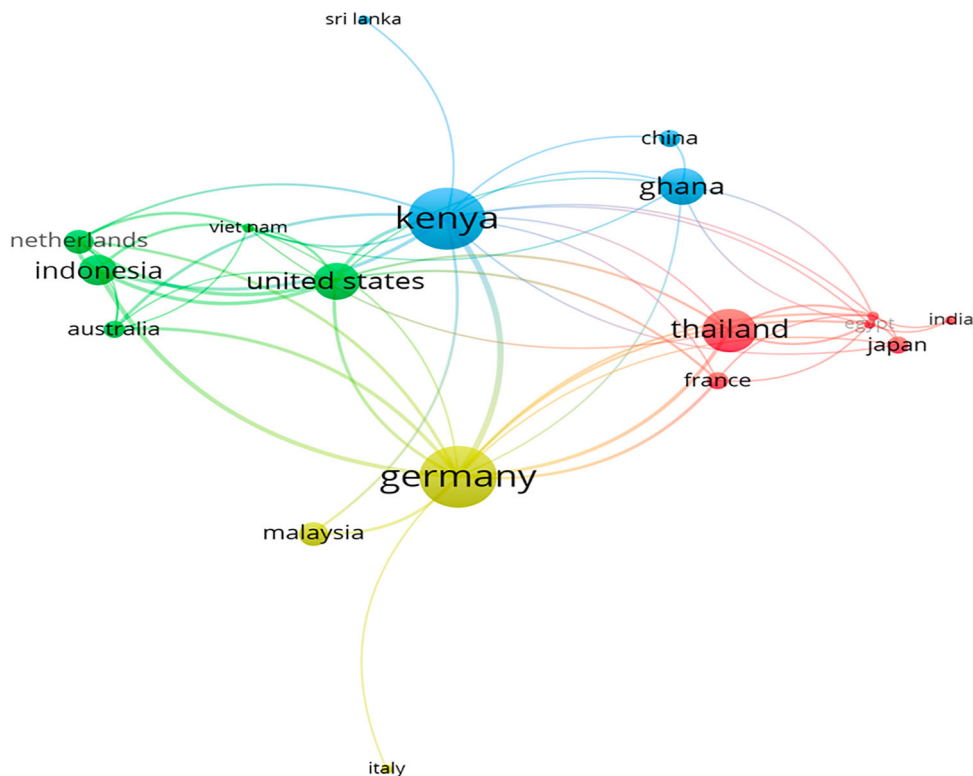 sri lanka
china
ghana
kenya
viet nam
netherlands
indonesia
united states
australia
thailand
egypt
india
japan
france
germany
malaysia
italy